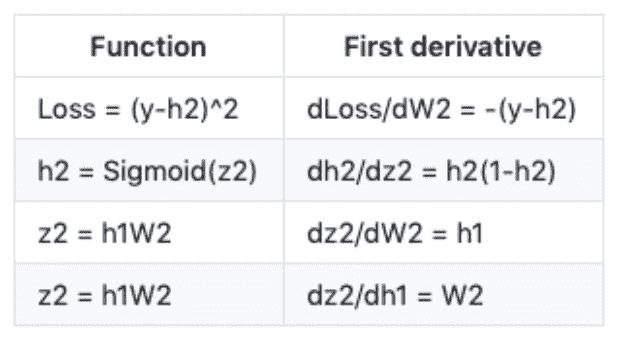 Function First derivative
Loss = (y-h2)^2 dLoss/dW2 = -(y-h2)
h2 = Sigmoid(z2) dh2/dz2 = h2(1-h2)
z2 = h1W2 dz2/dW2 = h1
z2 = h1W2 dz2/dh1 = W2